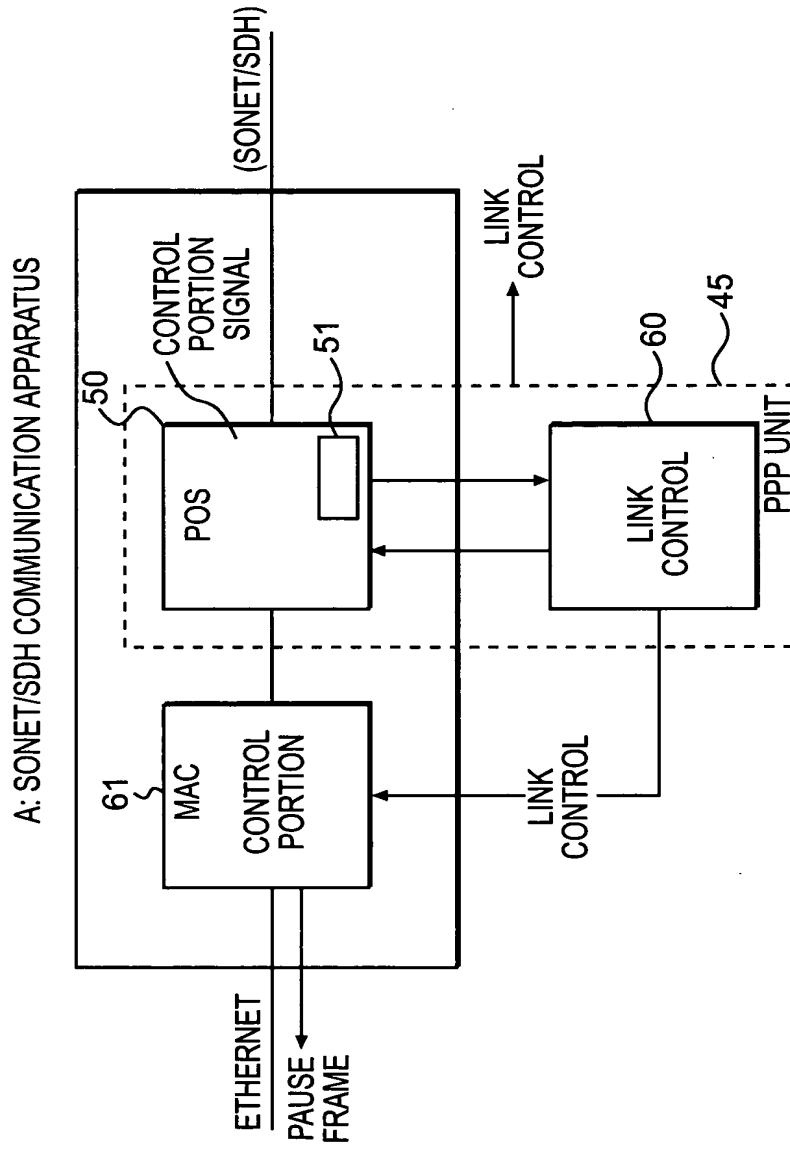 A: SONET/SDH COMMUNICATION APPARATUS
ETHERNET
PAUSE
FRAME
61
MAC
CONTROL
PORTION
50
POS
CONTROL
PORTION
SIGNAL
51
(SONET/SDH)
LINK
CONTROL
LINK
CONTROL
60
LINK
CONTROL
45
PPP UNIT